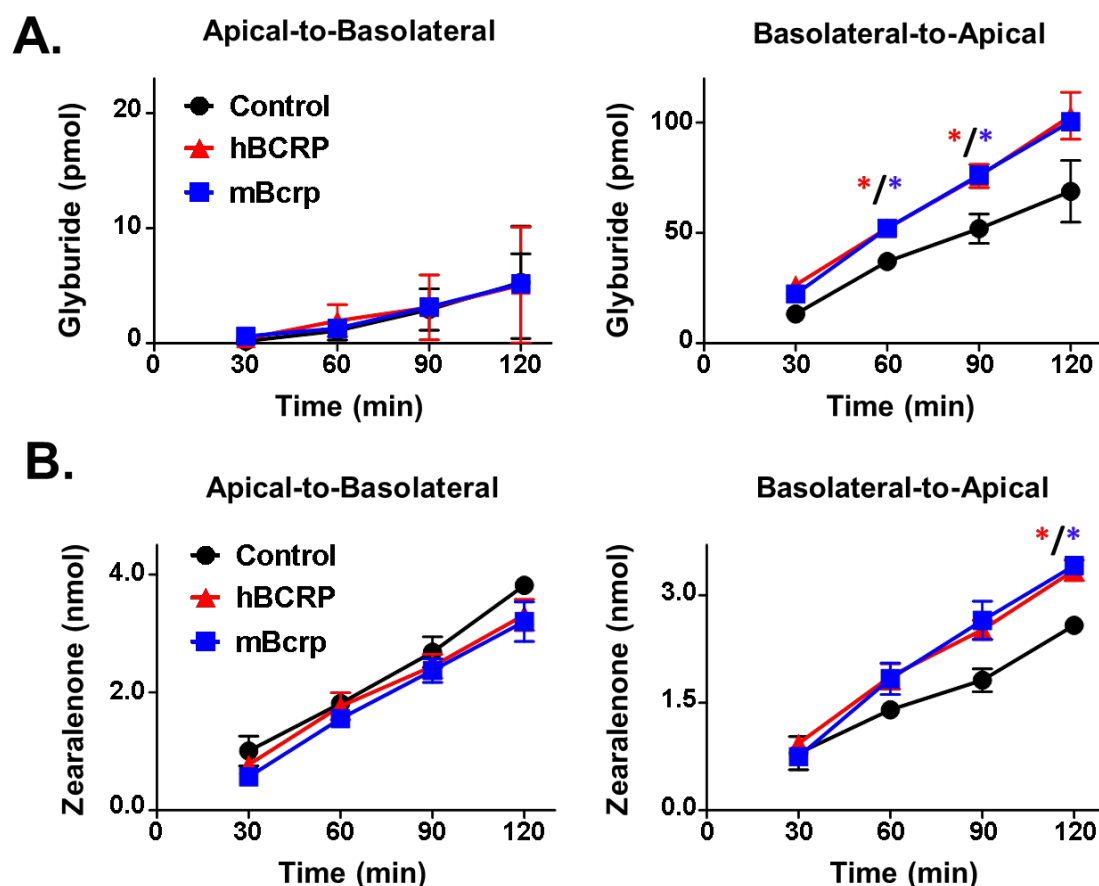 A.
Apical-to-Basolateral
Basolateral-to-Apical
Glyburide (pmol)
20
10
0
Control
hBCRP
mBcrp
0 30 60 90 120
Time (min)
Glyburide (pmol)
100
50
0
*/*
*/*
0 30 60 90 120
Time (min)
B.
Apical-to-Basolateral
Basolateral-to-Apical
Zearalenone (nmol)
4.0
2.0
0.0
Control
hBCRP
mBcrp
0 30 60 90 120
Time (min)
Zearalenone (nmol)
3.0
1.5
0.0
*/*
0 30 60 90 120
Time (min)